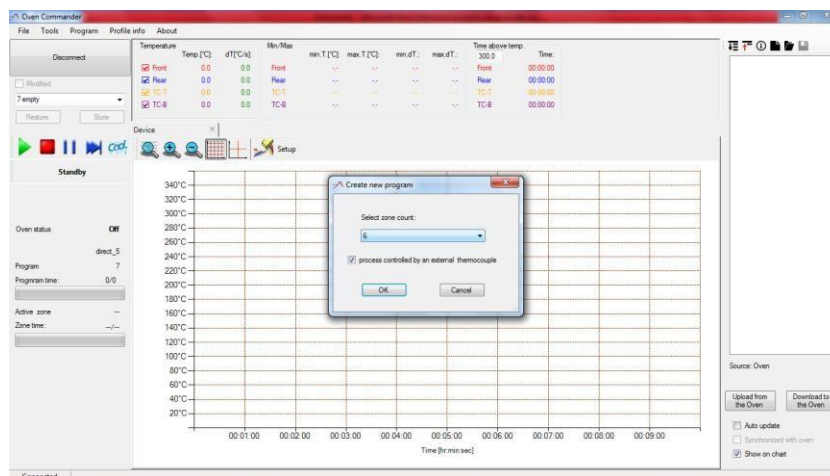 Oven Commander
File Tools Program Profile info About
Disconnect
Modified
7 empty
Restore Store
cool
Standby
Oven status Off
direct_5
Program 7
Progvram time: 0/0
Active zone --
Zone time: --/--
Temperature Min/Max Time above temp.
Temp.[°C]: dT[°C/s]: min.T.[°C]: max.T.[°C]: min.dT.: max.dT.: 300.0 Time:
Front 0.0 0.0 Front -.- -.- -.- -.- Front 00:00:00
Rear 0.0 0.0 Rear -.- -.- -.- -.- Rear 00:00:00
TC-T 0.0 0.0 TC-T -.- -.- -.- -.- TC-T 00:00:00
TC-B 0.0 0.0 TC-B -.- -.- -.- -.- TC-B 00:00:00
Device ×
Setup
340°C
320°C
300°C
280°C
260°C
240°C
220°C
200°C
180°C
160°C
140°C
120°C
100°C
80°C
60°C
40°C
20°C
00:01:00 00:02:00 00:03:00 00:04:00 00:05:00 00:06:00 00:07:00 00:08:00 00:09:00
Time [hr:min:sec]
Create new program
Select zone count:
6
process controlled by an external thermocouple
OK Cancel
Source: Oven
Upload from the Oven
Download to the Oven
Auto update
Synchronized with oven
Show on chart
Connected